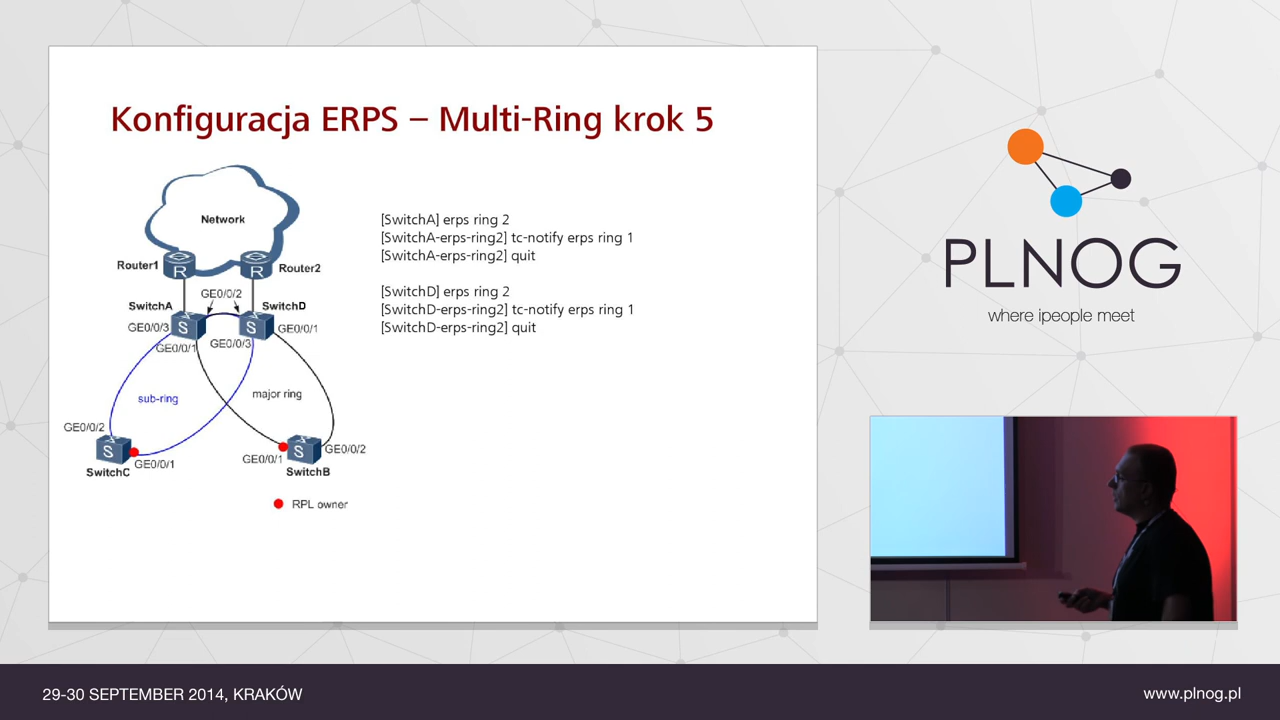 Konfiguracja ERPS – Multi-Ring krok 5
Network
Router1
Router2
GE0/0/2
SwitchA
SwitchD
GE0/0/3
GE0/0/1
GE0/0/1
GE0/0/3
sub-ring
major ring
GE0/0/2
GE0/0/1
SwitchC
GE0/0/2
GE0/0/1
SwitchB
RPL owner
[SwitchA] erps ring 2
[SwitchA-erps-ring2] tc-notify erps ring 1
[SwitchA-erps-ring2] quit
[SwitchD] erps ring 2
[SwitchD-erps-ring2] tc-notify erps ring 1
[SwitchD-erps-ring2] quit
R
R
S
S
S
S
PLNOG
where ipeople meet
29-30 SEPTEMBER 2014, KRAKÓW
www.plnog.pl